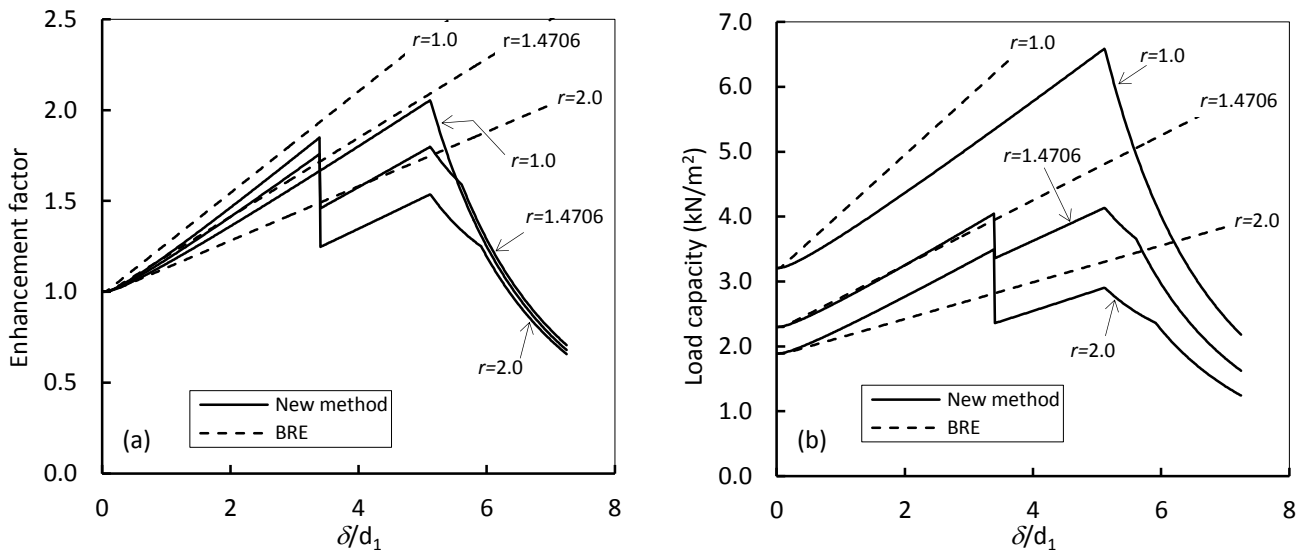 Enhancement factor
2.5
2.0
1.5
1.0
0.5
0.0
0
2
4
6
8
δ/d₁
r=1.0
r=1.4706
r=2.0
r=1.0
r=1.4706
r=2.0
New method
BRE
(a)
Load capacity (kN/m²)
7.0
6.0
5.0
4.0
3.0
2.0
1.0
0.0
0
2
4
6
8
δ/d₁
r=1.0
r=1.0
r=1.4706
r=1.4706
r=2.0
r=2.0
New method
BRE
(b)